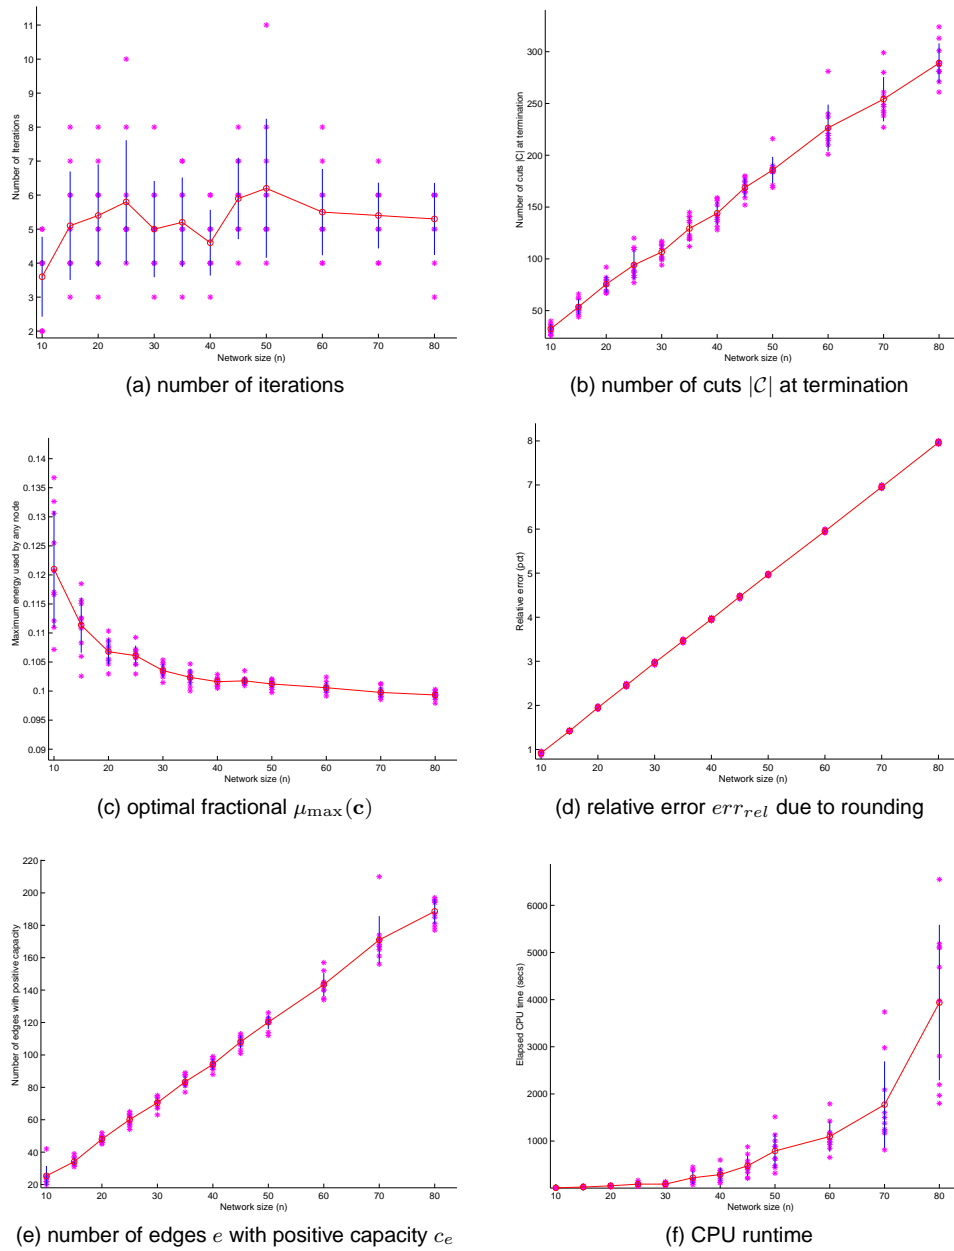 11
10
9
8
7
6
5
4
3
2
Number of Iterations
10 20 30 40 50 60 70 80
Network size (n)
(a) number of iterations
300
250
200
150
100
50
Number of cuts |C| at termination
10 20 30 40 50 60 70 80
Network size (n)
(b) number of cuts |𝒞| at termination
0.14
0.135
0.13
0.125
0.12
0.115
0.11
0.105
0.1
0.095
0.09
Maximum energy used by any node
10 20 30 40 50 60 70 80
Network size (n)
(c) optimal fractional μmax(c)
8
7
6
5
4
3
2
1
Relative error (pct)
10 20 30 40 50 60 70 80
Network size (n)
(d) relative error err_rel due to rounding
220
200
180
160
140
120
100
80
60
40
20
Number of edges with positive capacity
10 20 30 40 50 60 70 80
Network size (n)
(e) number of edges e with positive capacity c_e
6000
5000
4000
3000
2000
1000
Elapsed CPU time (secs)
10 20 30 40 50 60 70 80
Network size (n)
(f) CPU runtime